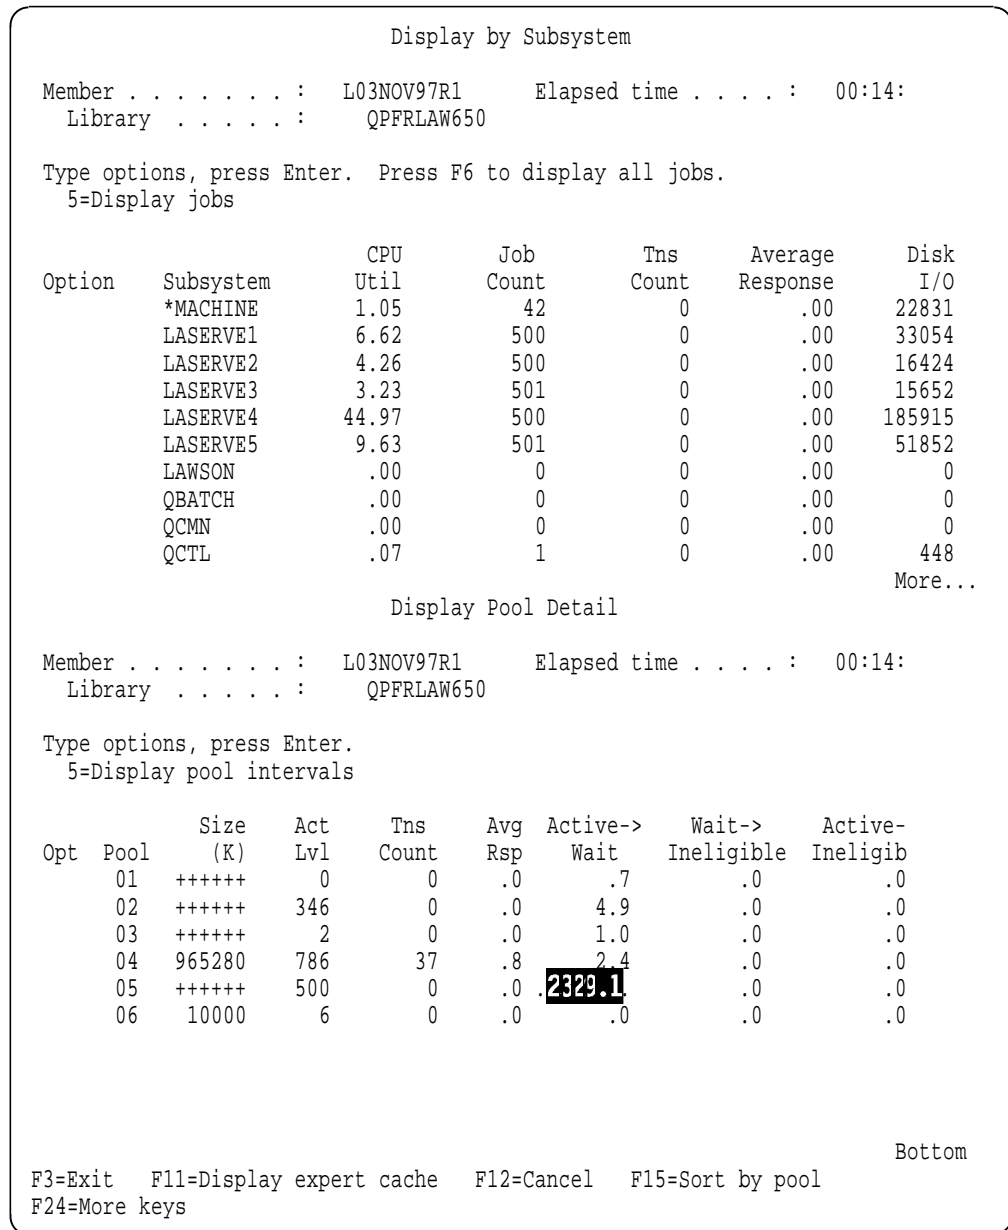 Display by Subsystem
Member . . . . . . . : L03NOV97R1 Elapsed time . . . . : 00:14:
Library . . . . . : QPFRLAW650
Type options, press Enter. Press F6 to display all jobs.
5=Display jobs
CPU Job Tns Average Disk
Option Subsystem Util Count Count Response I/O
*MACHINE 1.05 42 0 .00 22831
LASERVE1 6.62 500 0 .00 33054
LASERVE2 4.26 500 0 .00 16424
LASERVE3 3.23 501 0 .00 15652
LASERVE4 44.97 500 0 .00 185915
LASERVE5 9.63 501 0 .00 51852
LAWSON .00 0 0 .00 0
QBATCH .00 0 0 .00 0
QCMN .00 0 0 .00 0
QCTL .07 1 0 .00 448
More...
Display Pool Detail
Member . . . . . . . : L03NOV97R1 Elapsed time . . . . : 00:14:
Library . . . . . : QPFRLAW650
Type options, press Enter.
5=Display pool intervals
Size Act Tns Avg Active-> Wait-> Active-
Opt Pool (K) Lvl Count Rsp Wait Ineligible Ineligib
01 ++++++ 0 0 .0 .7 .0 .0
02 ++++++ 346 0 .0 4.9 .0 .0
03 ++++++ 2 0 .0 1.0 .0 .0
04 965280 786 37 .8 2.4 .0 .0
05 ++++++ 500 0 .0 .2329.1. .0 .0
06 10000 6 0 .0 .0 .0 .0
Bottom
F3=Exit F11=Display expert cache F12=Cancel F15=Sort by pool
F24=More keys